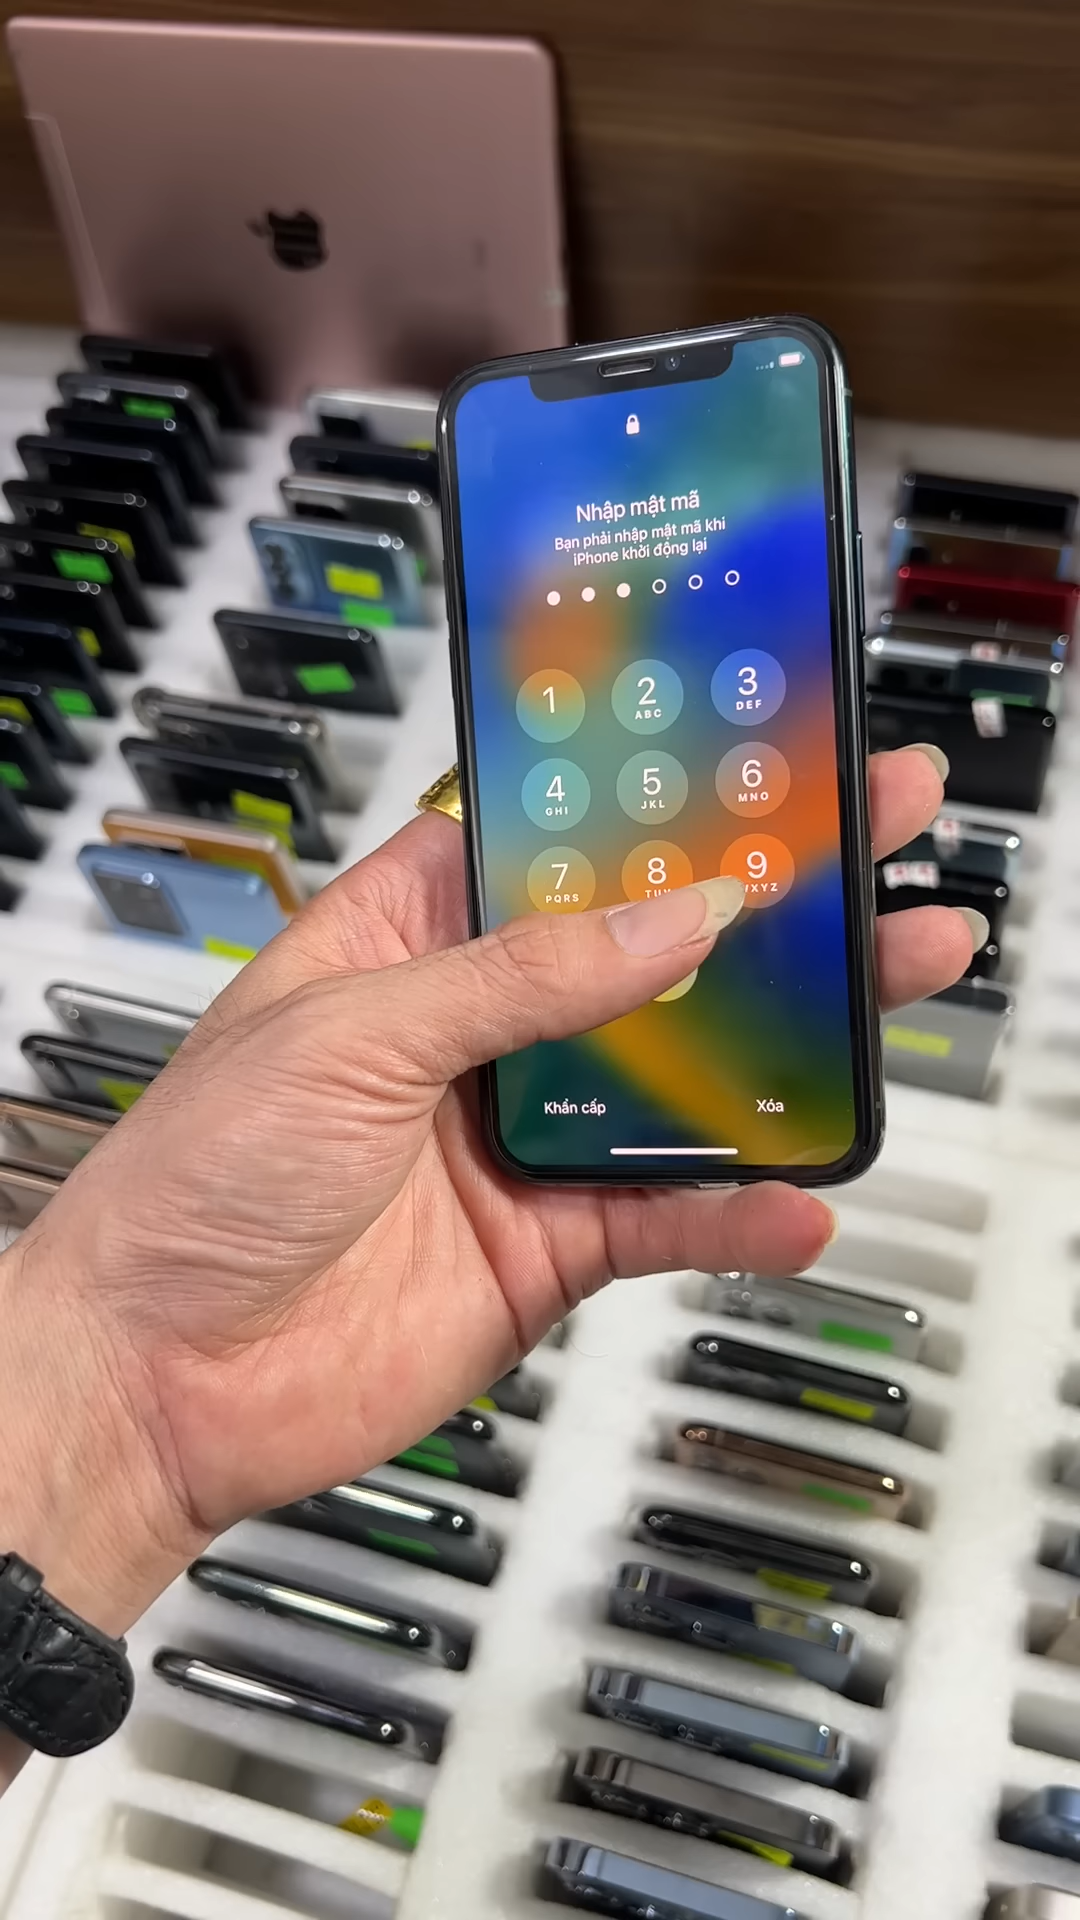 Nhập mật mã
Bạn phải nhập mật mã khi
iPhone khởi động lại
1
2
ABC
3
DEF
4
GHI
5
JKL
6
MNO
7
PQRS
8
9
Khẩn cấp
Xóa